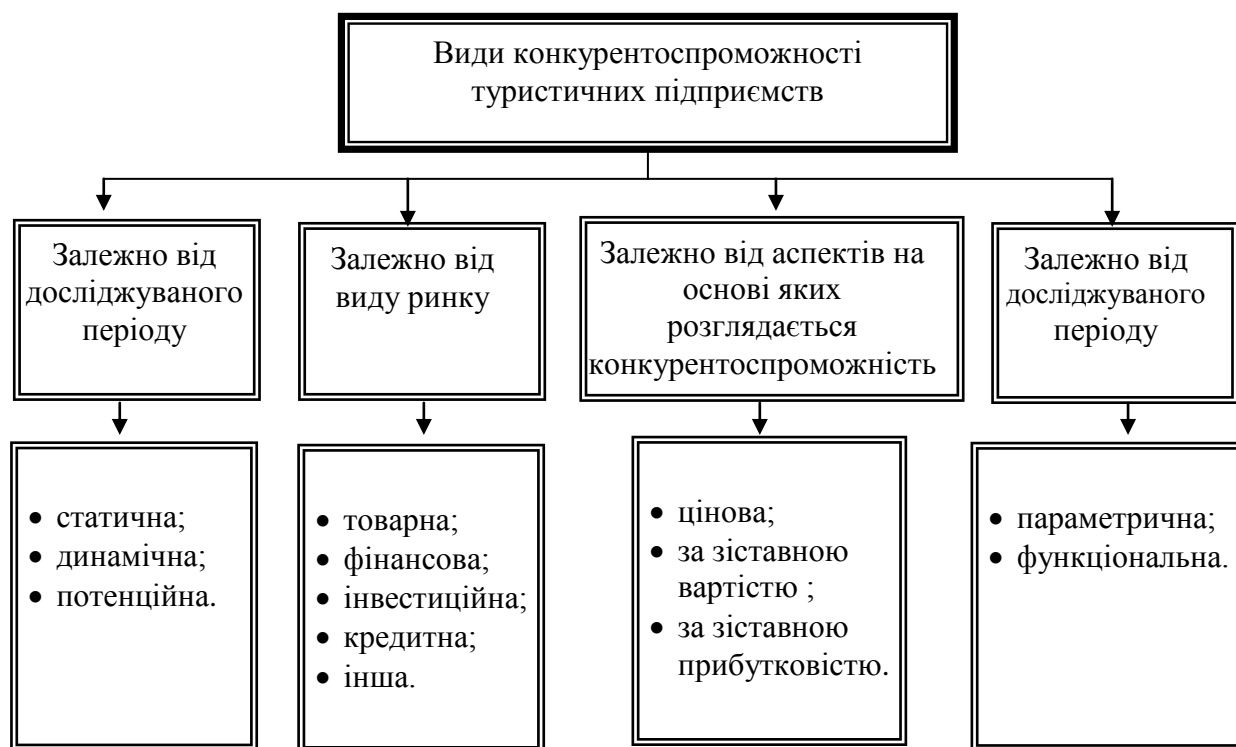 Види конкурентоспроможності
туристичних підприємств
Залежно від
досліджуваного
періоду
Залежно від
виду ринку
Залежно від аспектів на
основі яких
розглядається
конкурентоспроможність
Залежно від
досліджуваного
періоду
• статична;
• динамічна;
• потенційна.
• товарна;
• фінансова;
• інвестиційна;
• кредитна;
• інша.
• цінова;
• за зіставною
вартістю ;
• за зіставною
прибутковістю.
• параметрична;
• функціональна.